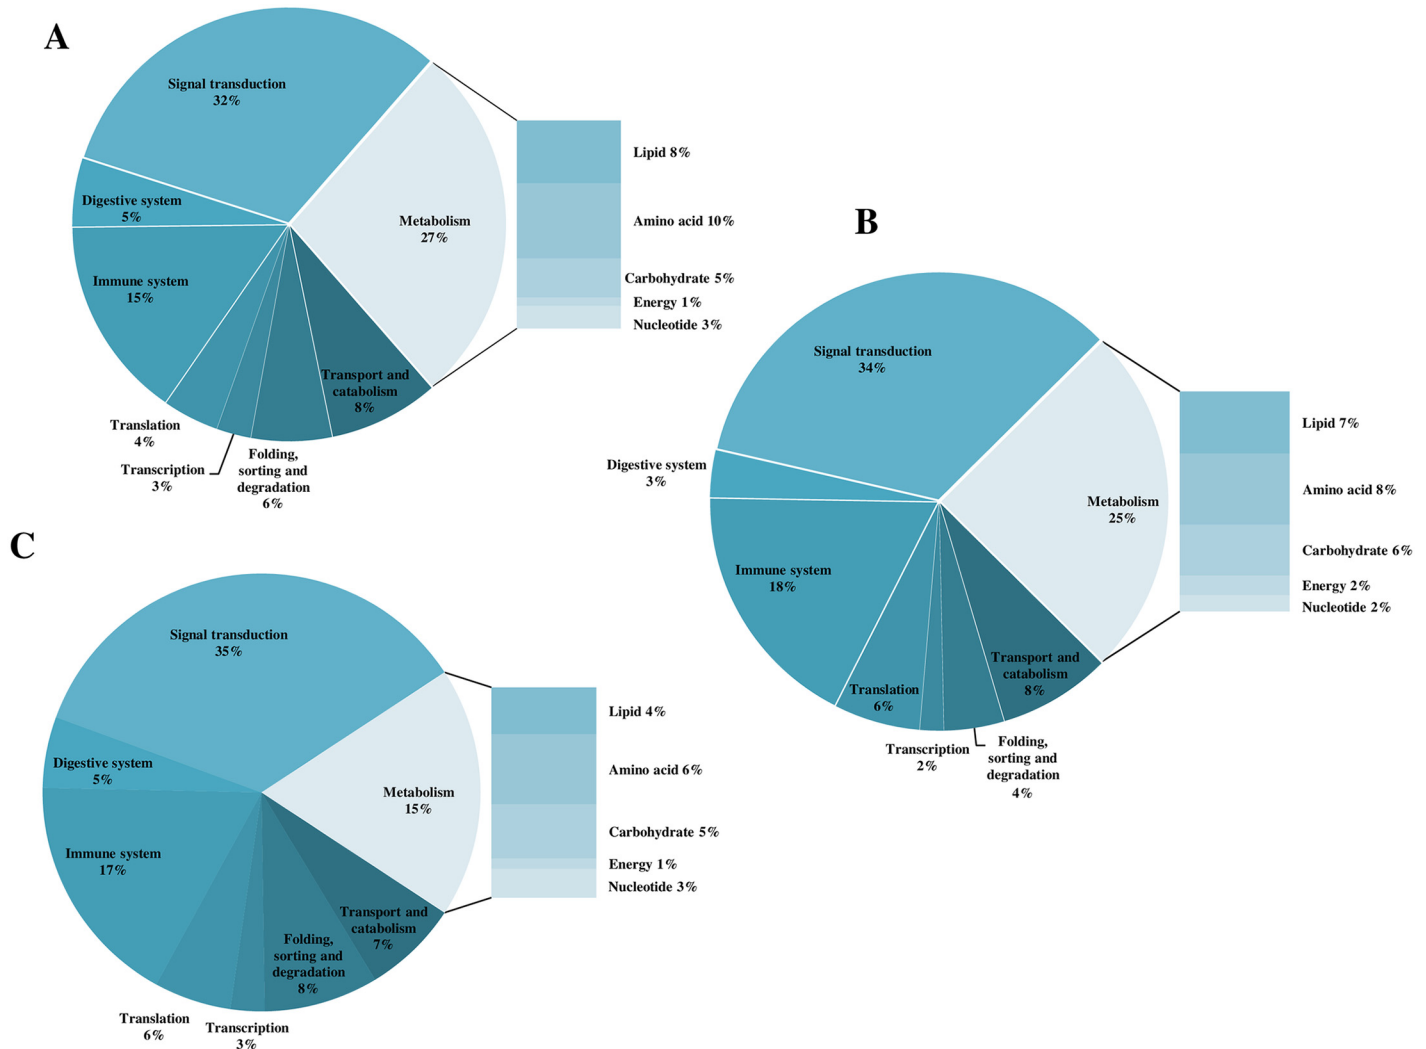 A
Signal transduction
32%
Digestive system
5%
Immune system
15%
Translation
4%
Transcription
3%
Folding,
sorting and
degradation
6%
Transport and
catabolism
8%
Metabolism
27%
Lipid 8%
Amino acid 10%
Carbohydrate 5%
Energy 1%
Nucleotide 3%
B
Signal transduction
34%
Digestive system
3%
Immune system
18%
Translation
6%
Transcription
2%
Folding,
sorting and
degradation
4%
Transport and
catabolism
8%
Metabolism
25%
Lipid 7%
Amino acid 8%
Carbohydrate 6%
Energy 2%
Nucleotide 2%
C
Signal transduction
35%
Digestive system
5%
Immune system
17%
Translation
6%
Transcription
3%
Folding,
sorting and
degradation
8%
Transport and
catabolism
7%
Metabolism
15%
Lipid 4%
Amino acid 6%
Carbohydrate 5%
Energy 1%
Nucleotide 3%